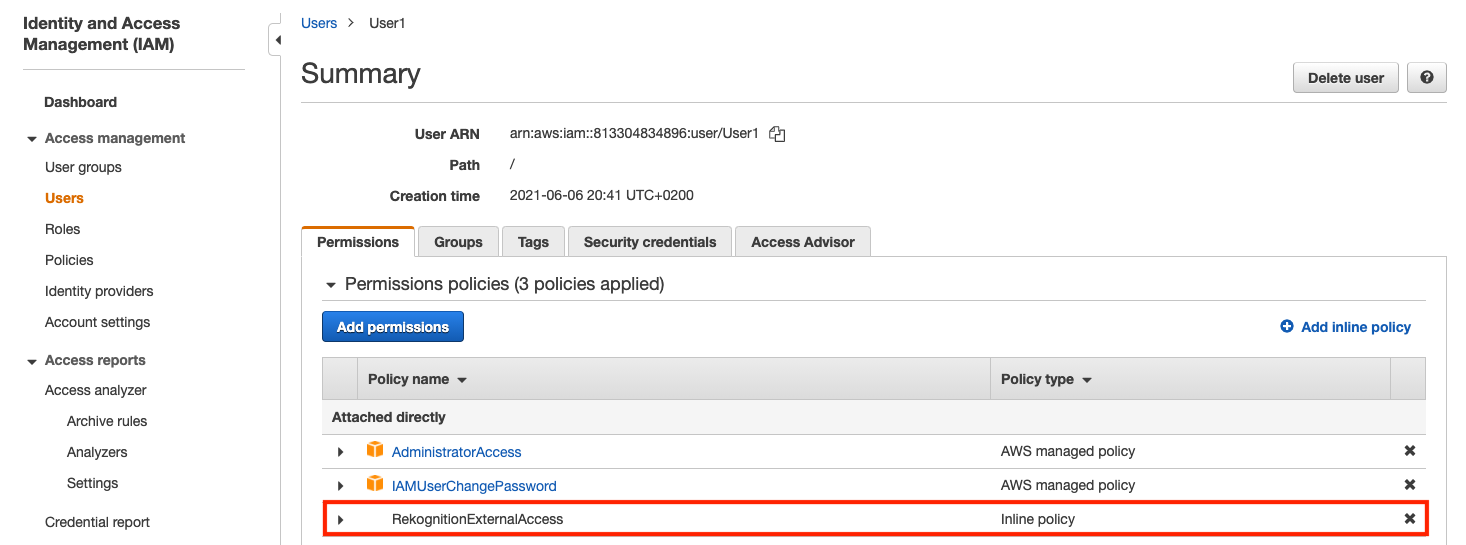 Identity and Access
Management (IAM)
Dashboard
Access management
User groups
Users
Roles
Policies
Identity providers
Account settings
Access reports
Access analyzer
Archive rules
Analyzers
Settings
Credential report
Users > User1
Summary
Delete user ?
User ARN arn:aws:iam::813304834896:user/User1
Path /
Creation time 2021-06-06 20:41 UTC+0200
Permissions Groups Tags Security credentials Access Advisor
Permissions policies (3 policies applied)
Add permissions Add inline policy
Policy name Policy type
Attached directly
AdministratorAccess AWS managed policy
IAMUserChangePassword AWS managed policy
RekognitionExternalAccess Inline policy